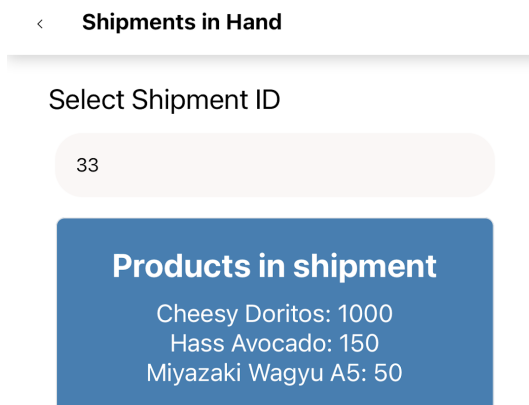 Shipments in Hand
Select Shipment ID
33
Products in shipment
Cheesy Doritos: 1000
Hass Avocado: 150
Miyazaki Wagyu A5: 50